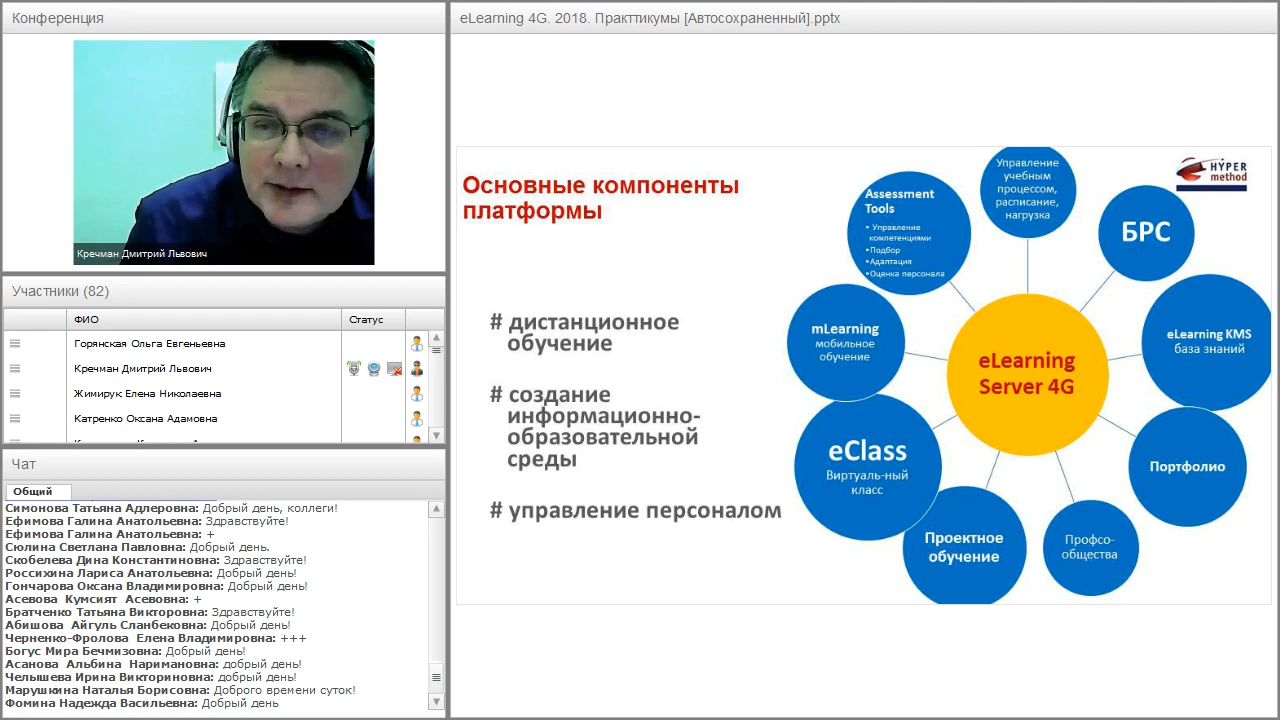 Конференция
Кречман Дмитрий Львович
Участники (82)
ФИО
Статус
Горянская Ольга Евгеньевна
Кречман Дмитрий Львович
Жимирук Елена Николаевна
Катренко Оксана Адамовна
Чат
Общий
Симонова Татьяна Адлеровна: Добрый день, коллеги!
Ефимова Галина Анатольевна: Здравствуйте!
Ефимова Галина Анатольевна: +
Сюлина Светлана Павловна: Добрый день.
Скобелева Дина Константиновна: Здравствуйте!
Россихина Лариса Анатольевна: Добрый день!
Гончарова Оксана Владимировна: Добрый день!
Асевова Кумсият Асевовна: +
Братченко Татьяна Викторовна: Здравствуйте!
Абишова Айгуль Сланбековна: Добрый день!
Черненко-Фролова Елена Владимировна: +++
Богус Мира Бечмизовна: Добрый день!
Асанова Альбина Наримановна: добрый день!
Челышева Ирина Викториновна: добрый день!
Марушкина Наталья Борисовна: Доброго времени суток!
Фомина Надежда Васильевна: Добрый день
eLearning 4G. 2018. Практтикумы [Автосохраненный].pptx
Основные компоненты
платформы
# дистанционное
обучение
# создание
информационно-
образовательной
среды
# управление персоналом
HYPER
method
Управление
учебным
процессом,
расписание,
нагрузка
БРС
eLearning KMS
база знаний
Портфолио
Профсо-
общества
Проектное
обучение
eClass
Виртуаль-ный
класс
mLearning
мобильное
обучение
Assessment
Tools
• Управление
компетенциями
•Подбор
•Адаптация
•Оценка персонала
eLearning
Server 4G